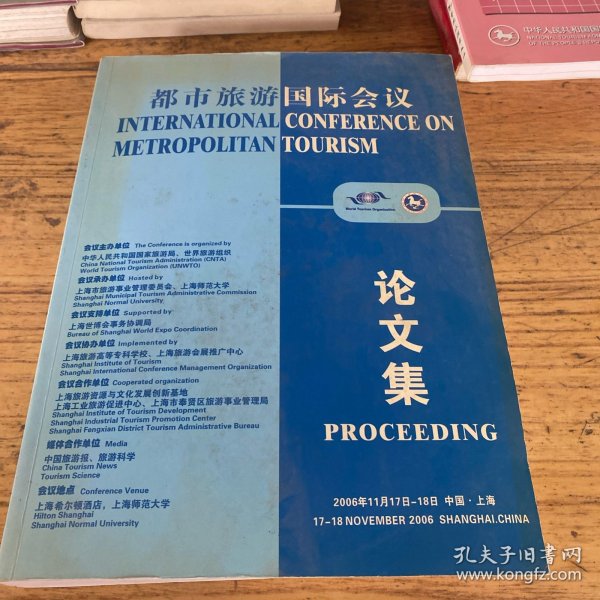 中华人民共和国国
NATIONAL TOURISM
OF THE PEOPLE'S REPUB
都市旅游国际会议
INTERNATIONAL CONFERENCE ON
METROPOLITAN TOURISM
World Tourism Organization
会议主办单位 The Conference is organized by
中华人民共和国国家旅游局、世界旅游组织
China National Tourism Administration (CNTA)
World Tourism Organization (UNWTO)
会议承办单位 Hosted by
上海市旅游事业管理委员会、上海师范大学
Shanghai Municipal Tourism Administrative Commission
Shanghai Normal University
会议支持单位 Supported by
上海世博会事务协调局
Bureau of Shanghai World Expo Coordination
会议协办单位 Implemented by
上海旅游高等专科学校、上海旅游会展推广中心
Shanghai Institute of Tourism
Shanghai International Conference Management Organization
会议合作单位 Cooperated organization
上海旅游资源与文化发展创新基地
上海工业旅游促进中心、上海市奉贤区旅游事业管理局
Shanghai Institute of Tourism Development
Shanghai Industrial Tourism Promotion Center
Shanghai Fengxian District Tourism Administrative Bureau
媒体合作单位 Media
中国旅游报、旅游科学
China Tourism News
Tourism Science
会议地点 Conference Venue
上海希尔顿酒店，上海师范大学
Hilton Shanghai
Shanghai Normal University
论文集
PROCEEDING
2006年11月17日-18日 中国·上海
17-18 NOVEMBER 2006 SHANGHAI.CHINA
孔夫子旧书网
www.kongfz.com